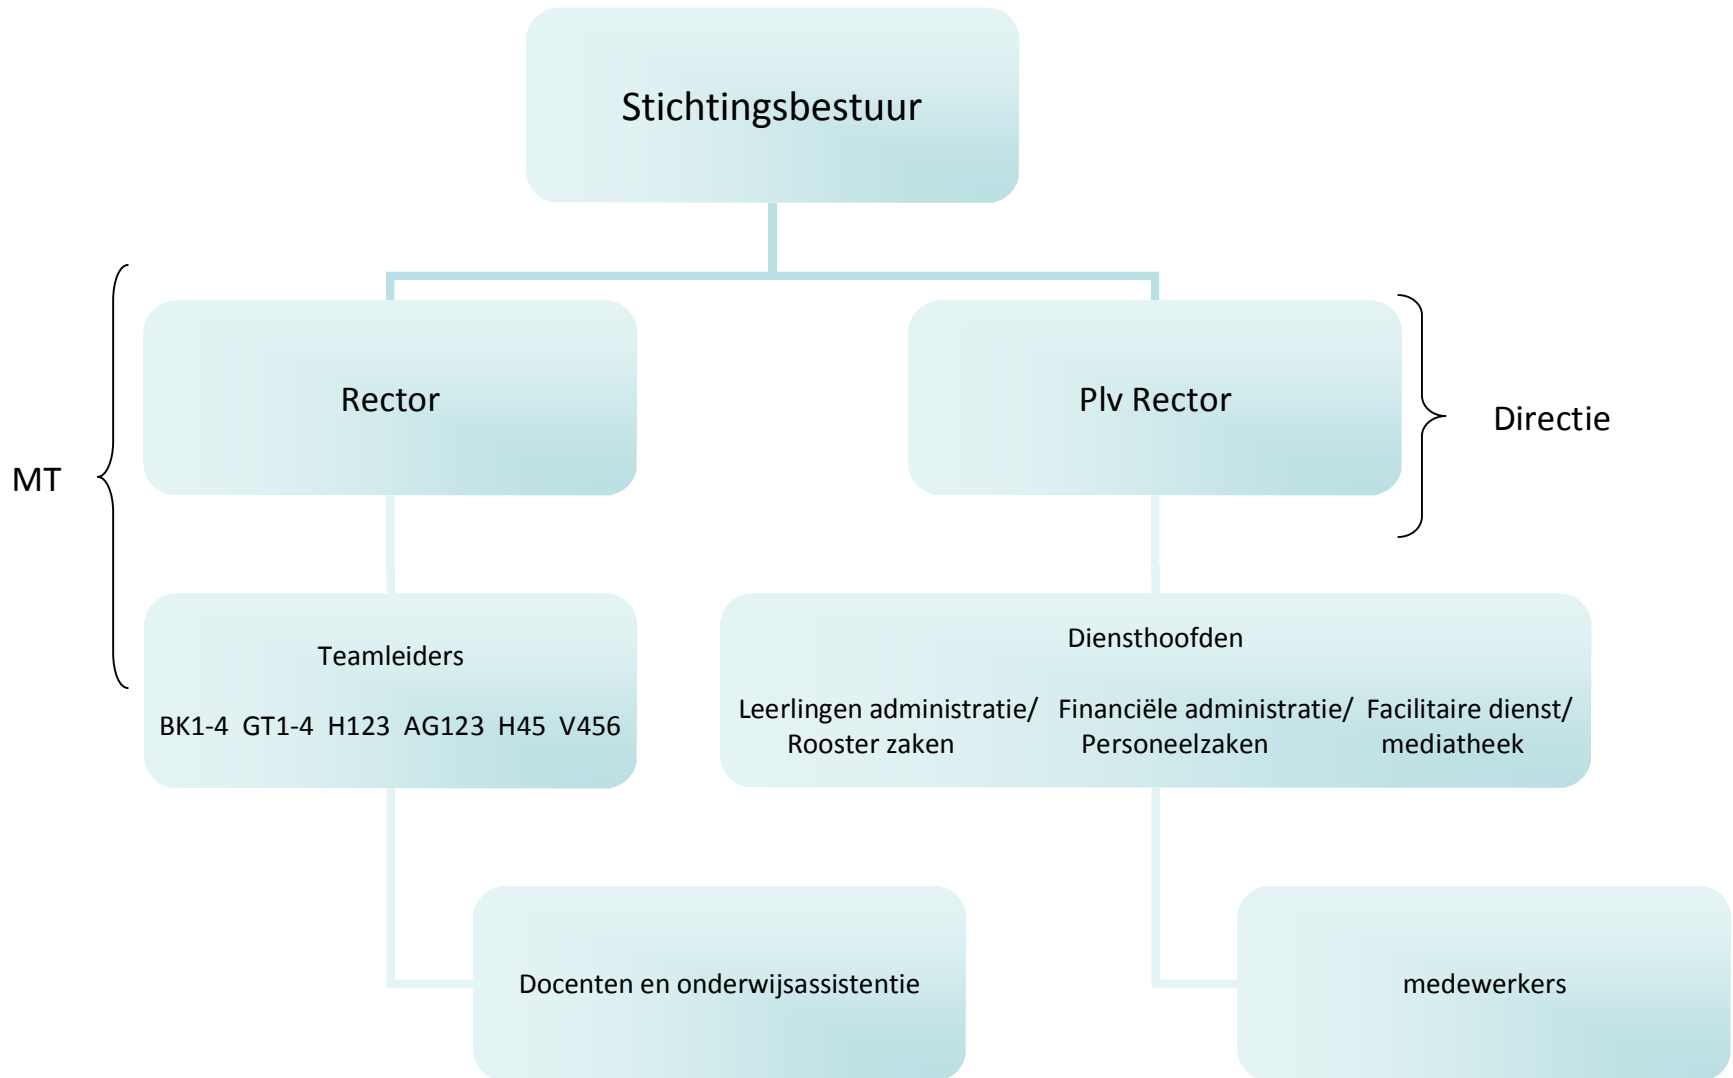 Stichtingsbestuur
Rector
Plv Rector
Directie
MT
Teamleiders
BK1-4 GT1-4 H123 AG123 H45 V456
Diensthoofden
Leerlingen administratie/ Financiële administratie/ Facilitaire dienst/
Rooster zaken Personeelzaken mediatheek
Docenten en onderwijsassistentie
medewerkers